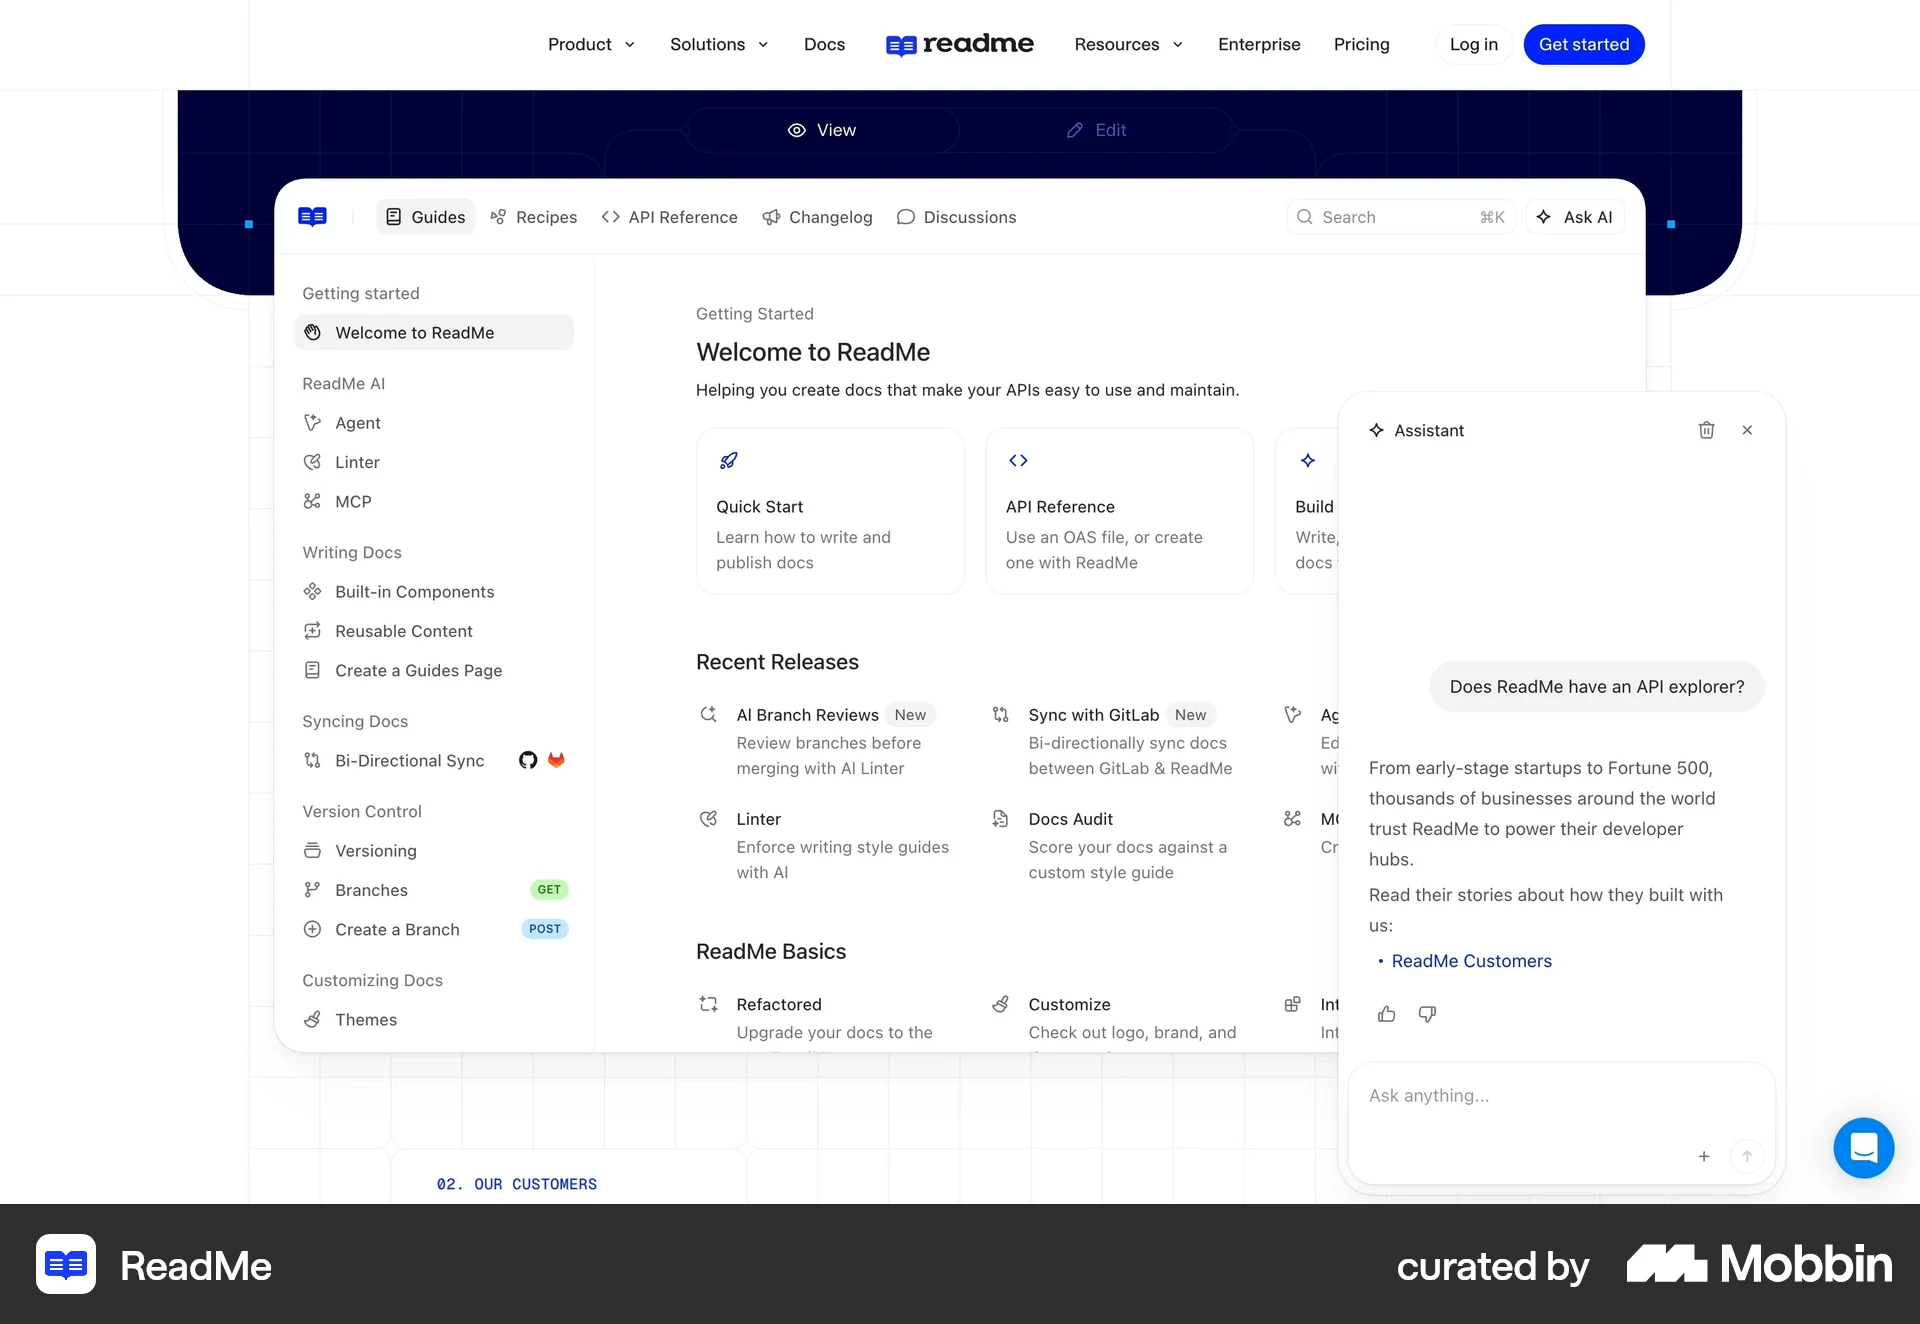 Product
Solutions
Docs
readme
Resources
Enterprise
Pricing
Log in
Get started
View
Edit
Guides
Recipes
API Reference
Changelog
Discussions
Search ⌘K
Ask AI
Getting started
Welcome to ReadMe
ReadMe AI
Agent
Linter
MCP
Writing Docs
Built-in Components
Reusable Content
Create a Guides Page
Syncing Docs
Bi-Directional Sync
Version Control
Versioning
Branches GET
Create a Branch POST
Customizing Docs
Themes
Getting Started
Welcome to ReadMe
Helping you create docs that make your APIs easy to use and maintain.
Quick Start
Learn how to write and
publish docs
API Reference
Use an OAS file, or create
one with ReadMe
Build
Write,
docs
Recent Releases
AI Branch Reviews New
Review branches before
merging with AI Linter
Sync with GitLab New
Bi-directionally sync docs
between GitLab & ReadMe
Linter
Enforce writing style guides
with AI
Docs Audit
Score your docs against a
custom style guide
ReadMe Basics
Refactored
Upgrade your docs to the
Customize
Check out logo, brand, and
Assistant
Does ReadMe have an API explorer?
From early-stage startups to Fortune 500,
thousands of businesses around the world
trust ReadMe to power their developer
hubs.
Read their stories about how they built with
us:
• ReadMe Customers
Ask anything...
02. OUR CUSTOMERS
ReadMe
curated by Mobbin